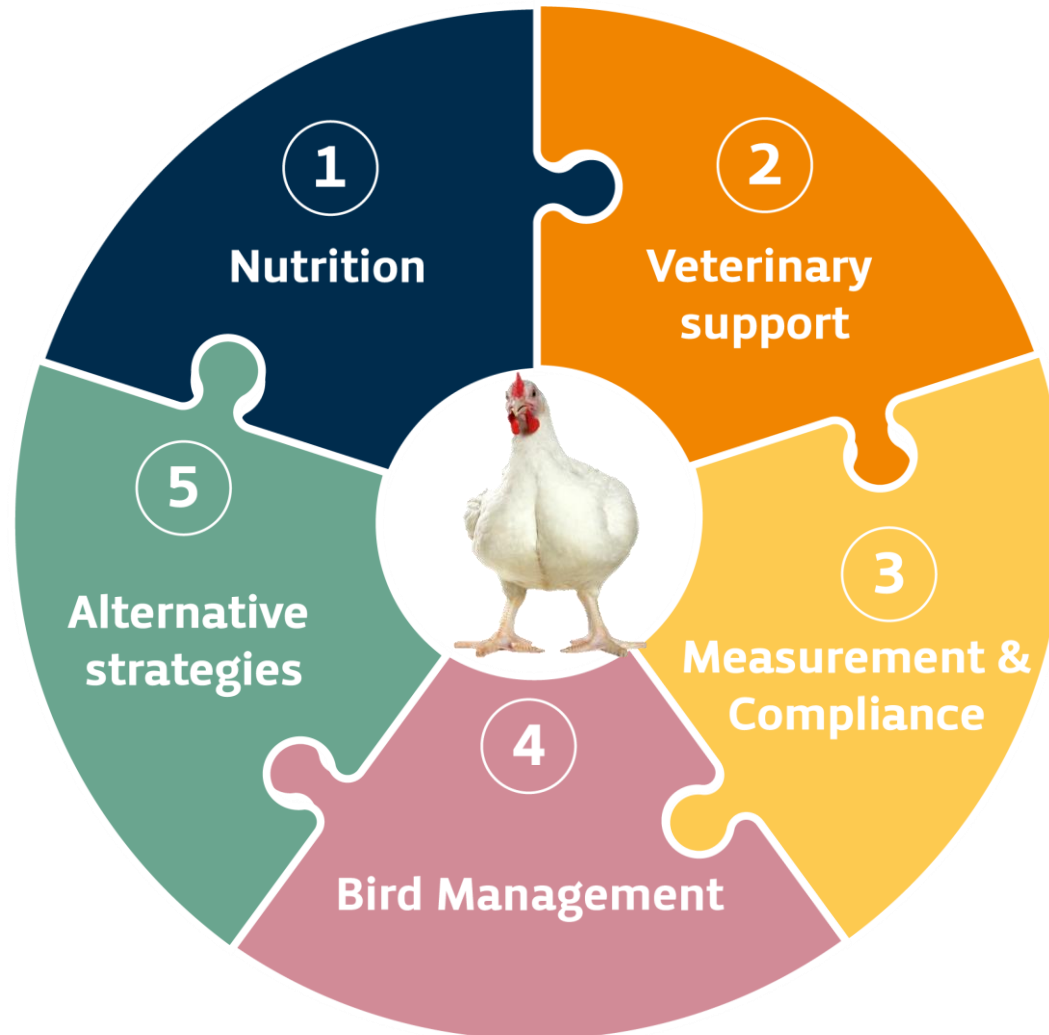 1
Nutrition
2
Veterinary
support
3
Measurement &
Compliance
4
Bird Management
5
Alternative
strategies